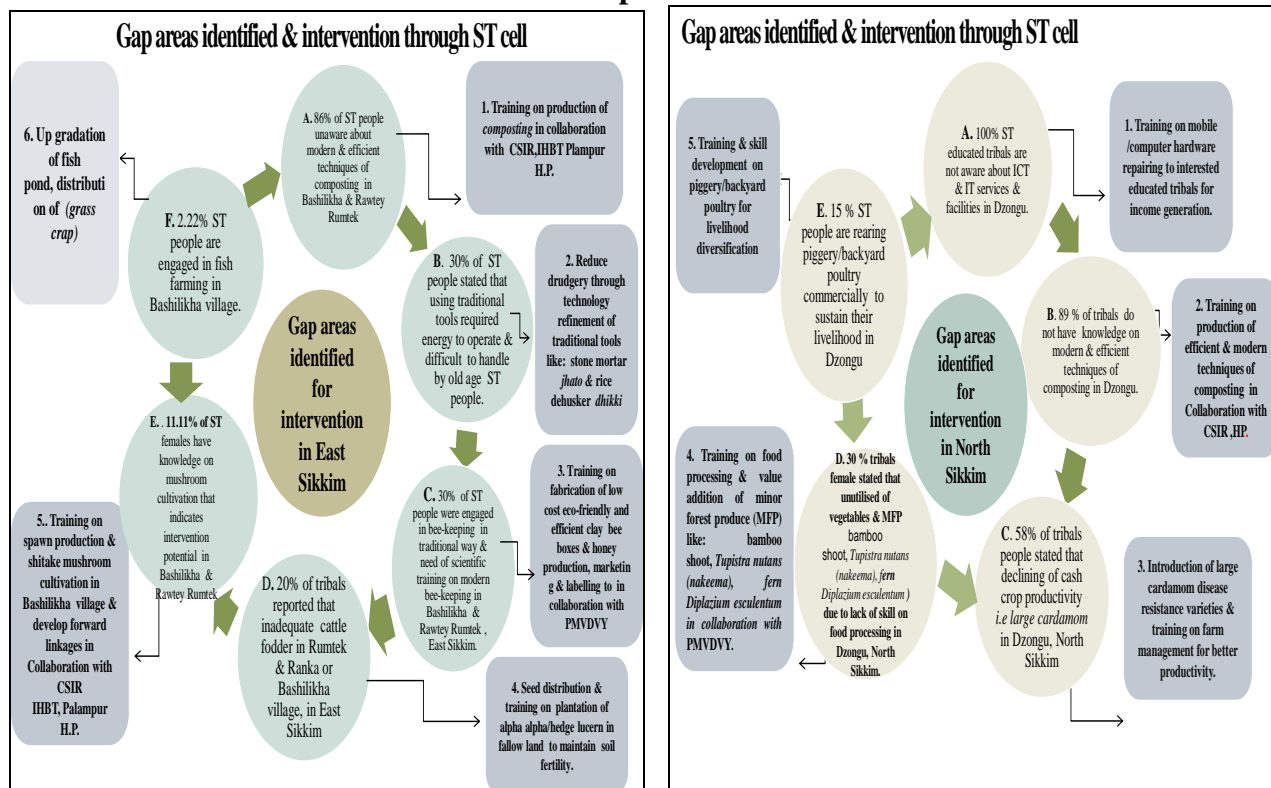 Gap areas identified & intervention through ST cell
A. 86% of ST people
unaware about
modern & efficient
techniques of
composting in
Bashilikha & Rawtey
Rumtek
1. Training on production of
composting in collaboration
with CSIR,IHBT Plampur
H.P.
B. 30% of ST
people stated that
using traditional
tools required
energy to operate &
difficult to handle
by old age ST
people.
2. Reduce
drudgery through
technology
refinement of
traditional tools
like: stone mortar
jhato & rice
dehusker dhikki
C. 30% of ST
people were engaged
in bee-keeping in
traditional way &
need of scientific
training on modern
bee-keeping in
Bashilikha &
Rawtey Rumtek ,
East Sikkim.
3. Training on
fabrication of low
cost eco-friendly and
efficient clay bee
boxes & honey
production, marketin
g & labelling to in
collaboration with
PMVDVY
D. 20% of tribals
reported that
inadequate cattle
fodder in Rumtek
& Ranka or
Bashilikha
village, in East
Sikkim
4. Seed distribution &
training on plantation of
alpha alpha/hedge lucern in
fallow land to maintain soil
fertility.
E. . 11.11% of ST
females have
knowledge on
mushroom
cultivation that
indicates
intervention
potential in
Bashilikha &
Rawtey Rumtek
5.. Training on
spawn production &
shitake mushroom
cultivation in
Bashilikha village &
develop forward
linkages in
Collaboration with
CSIR
IHBT, Palampur
H.P.
F. 2.22% ST
people are
engaged in fish
farming in
Bashilikha village.
6. Up gradation
of fish
pond, distributi
on of (grass
crap)
Gap areas
identified
for
intervention
in East
Sikkim
Gap areas identified & intervention through ST cell
A. 100% ST
educated tribals are
not aware about ICT
& IT services &
facilities in Dzongu.
1. Training on mobile
/computer hardware
repairing to interested
educated tribals for
income generation.
B. 89 % of tribals do
not have knowledge on
modern & efficient
techniques of
composting in Dzongu.
2. Training on
production of
efficient & modern
techniques of
composting in
Collaboration with
CSIR ,HP.
C. 58% of tribals
people stated that
declining of cash
crop productivity
i.e large cardamom
in Dzongu, North
Sikkim
3. Introduction of large
cardamom disease
resistance varieties &
training on farm
management for better
productivity.
D. 30 % tribals
female stated that
unutilised of
vegetables & MFP
bamboo
shoot, Tupistra nutans
(nakeema), fern
Diplazium esculentum )
due to lack of skill on
food processing in
Dzongu, North
Sikkim.
4. Training on food
processing & value
addition of minor
forest produce (MFP)
like: bamboo
shoot, Tupistra nutans
(nakeema), fern
Diplazium esculentum
in collaboration with
PMVDVY.
E. 15 % ST
people are rearing
piggery/backyard
poultry
commercially to
sustain their
livelihood in
Dzongu
5. Training & skill
development on
piggery/backyard
poultry for
livelihood
diversification
Gap areas
identified
for
intervention
in North
Sikkim